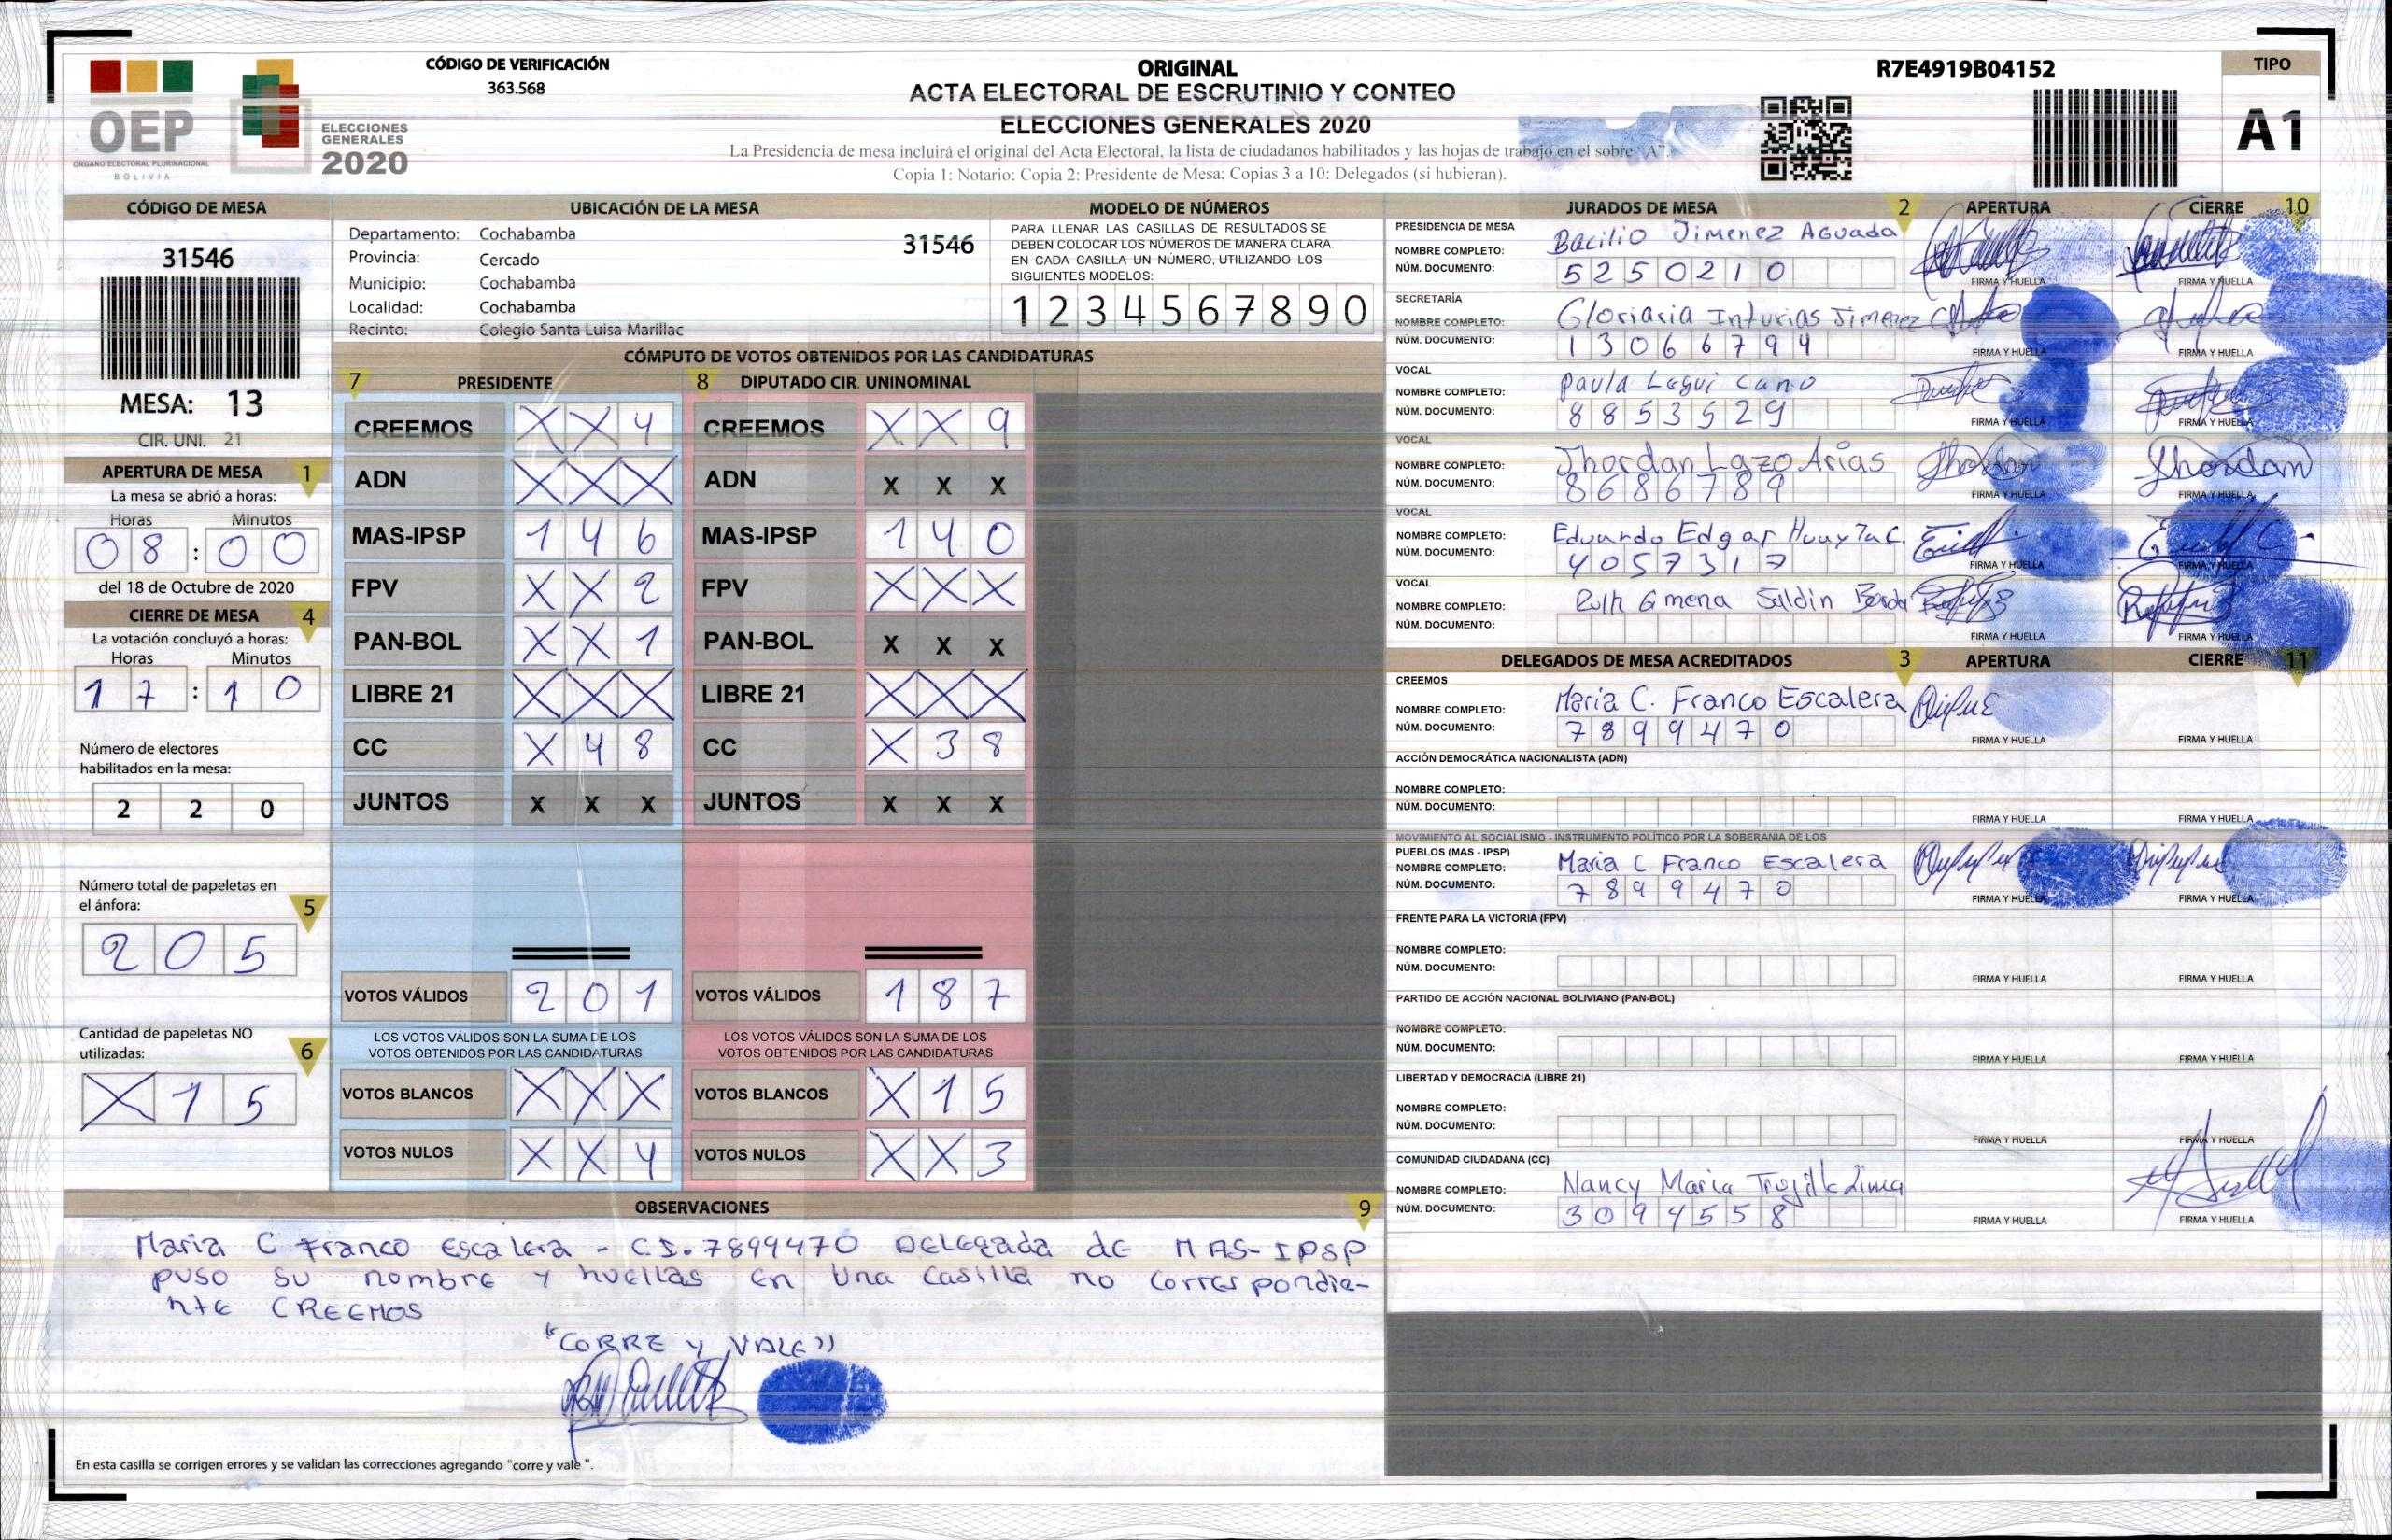 OEP
ÓRGANO ELECTORAL PLURINACIONAL
BOLIVIA
ELECCIONES
GENERALES
2020
CÓDIGO DE VERIFICACIÓN
363.568
ORIGINAL
ACTA ELECTORAL DE ESCRUTINIO Y CONTEO
ELECCIONES GENERALES 2020
La Presidencia de mesa incluirá el original del Acta Electoral, la lista de ciudadanos habilitados y las hojas de trabajo en el sobre "A".
Copia 1: Notario; Copia 2: Presidente de Mesa; Copias 3 a 10: Delegados (si hubieran).
R7E4919B04152
TIPO
A1
CÓDIGO DE MESA
31546
MESA: 13
CIR. UNI. 21
APERTURA DE MESA 1
La mesa se abrió a horas:
Horas Minutos
08 : 00
del 18 de Octubre de 2020
CIERRE DE MESA 4
La votación concluyó a horas:
Horas Minutos
17 : 10
Número de electores
habilitados en la mesa:
2 2 0
Número total de papeletas en
el ánfora:
5
2 0 5
Cantidad de papeletas NO
utilizadas:
6
X 1 5
UBICACIÓN DE LA MESA
Departamento: Cochabamba
31546
Provincia: Cercado
Municipio: Cochabamba
Localidad: Cochabamba
Recinto: Colegio Santa Luisa Marillac
MODELO DE NÚMEROS
PARA LLENAR LAS CASILLAS DE RESULTADOS SE
DEBEN COLOCAR LOS NÚMEROS DE MANERA CLARA.
EN CADA CASILLA UN NÚMERO, UTILIZANDO LOS
SIGUIENTES MODELOS:
1 2 3 4 5 6 7 8 9 0
CÓMPUTO DE VOTOS OBTENIDOS POR LAS CANDIDATURAS
7 PRESIDENTE 8 DIPUTADO CIR. UNINOMINAL
CREEMOS X X 4 CREEMOS X X 9
ADN X X X ADN X X X
MAS-IPSP 1 4 6 MAS-IPSP 1 4 0
FPV X X 2 FPV X X X
PAN-BOL X X 1 PAN-BOL X X X
LIBRE 21 X X X LIBRE 21 X X X
CC X 4 8 CC X 3 8
JUNTOS X X X JUNTOS X X X
VOTOS VÁLIDOS 2 0 1 VOTOS VÁLIDOS 1 8 7
LOS VOTOS VÁLIDOS SON LA SUMA DE LOS LOS VOTOS VÁLIDOS SON LA SUMA DE LOS
VOTOS OBTENIDOS POR LAS CANDIDATURAS VOTOS OBTENIDOS POR LAS CANDIDATURAS
VOTOS BLANCOS X X X VOTOS BLANCOS X 1 5
VOTOS NULOS X X 4 VOTOS NULOS X X 3
OBSERVACIONES 9
Maria C Franco Escalera - C.I. 7899470 DELEgada dE MAS-IPSP
puso su nombre y huellas en una casilla no correspondie-
nte CREEMOS
"CORRE Y VALE"
En esta casilla se corrigen errores y se validan las correcciones agregando "corre y vale ".
JURADOS DE MESA 2 APERTURA CIERRE 10
PRESIDENCIA DE MESA
NOMBRE COMPLETO: Bacilio Jimenez Aguada
NÚM. DOCUMENTO: 5250210
FIRMA Y HUELLA FIRMA Y HUELLA
SECRETARÍA
NOMBRE COMPLETO: Gloriaria Inturias Jimenez
NÚM. DOCUMENTO: 13066794
FIRMA Y HUELLA FIRMA Y HUELLA
VOCAL
NOMBRE COMPLETO: Paula Legui Cano
NÚM. DOCUMENTO: 8853529
FIRMA Y HUELLA FIRMA Y HUELLA
VOCAL
NOMBRE COMPLETO: Jhordan Lazo Arias
NÚM. DOCUMENTO: 8686789
Jhordan Jhordan
FIRMA Y HUELLA FIRMA Y HUELLA
VOCAL
NOMBRE COMPLETO: Eduardo Edgar
NÚM. DOCUMENTO: 4057317
FIRMA Y HUELLA FIRMA Y HUELLA
VOCAL
NOMBRE COMPLETO: Ruth Gmena Saldin
NÚM. DOCUMENTO:
FIRMA Y HUELLA FIRMA Y HUELLA
DELEGADOS DE MESA ACREDITADOS 3 APERTURA CIERRE 11
CREEMOS
NOMBRE COMPLETO: Maria C. Franco Escalera
NÚM. DOCUMENTO: 7899470
FIRMA Y HUELLA FIRMA Y HUELLA
ACCIÓN DEMOCRÁTICA NACIONALISTA (ADN)
NOMBRE COMPLETO:
NÚM. DOCUMENTO:
FIRMA Y HUELLA FIRMA Y HUELLA
MOVIMIENTO AL SOCIALISMO - INSTRUMENTO POLÍTICO POR LA SOBERANIA DE LOS
PUEBLOS (MAS - IPSP)
NOMBRE COMPLETO: Maria C Franco Escalera
NÚM. DOCUMENTO: 7899470
FIRMA Y HUELLA FIRMA Y HUELLA
FRENTE PARA LA VICTORIA (FPV)
NOMBRE COMPLETO:
NÚM. DOCUMENTO:
FIRMA Y HUELLA FIRMA Y HUELLA
PARTIDO DE ACCIÓN NACIONAL BOLIVIANO (PAN-BOL)
NOMBRE COMPLETO:
NÚM. DOCUMENTO:
FIRMA Y HUELLA FIRMA Y HUELLA
LIBERTAD Y DEMOCRACIA (LIBRE 21)
NOMBRE COMPLETO:
NÚM. DOCUMENTO:
FIRMA Y HUELLA FIRMA Y HUELLA
COMUNIDAD CIUDADANA (CC)
NOMBRE COMPLETO: Nancy Maria
NÚM. DOCUMENTO: 3094558
FIRMA Y HUELLA FIRMA Y HUELLA